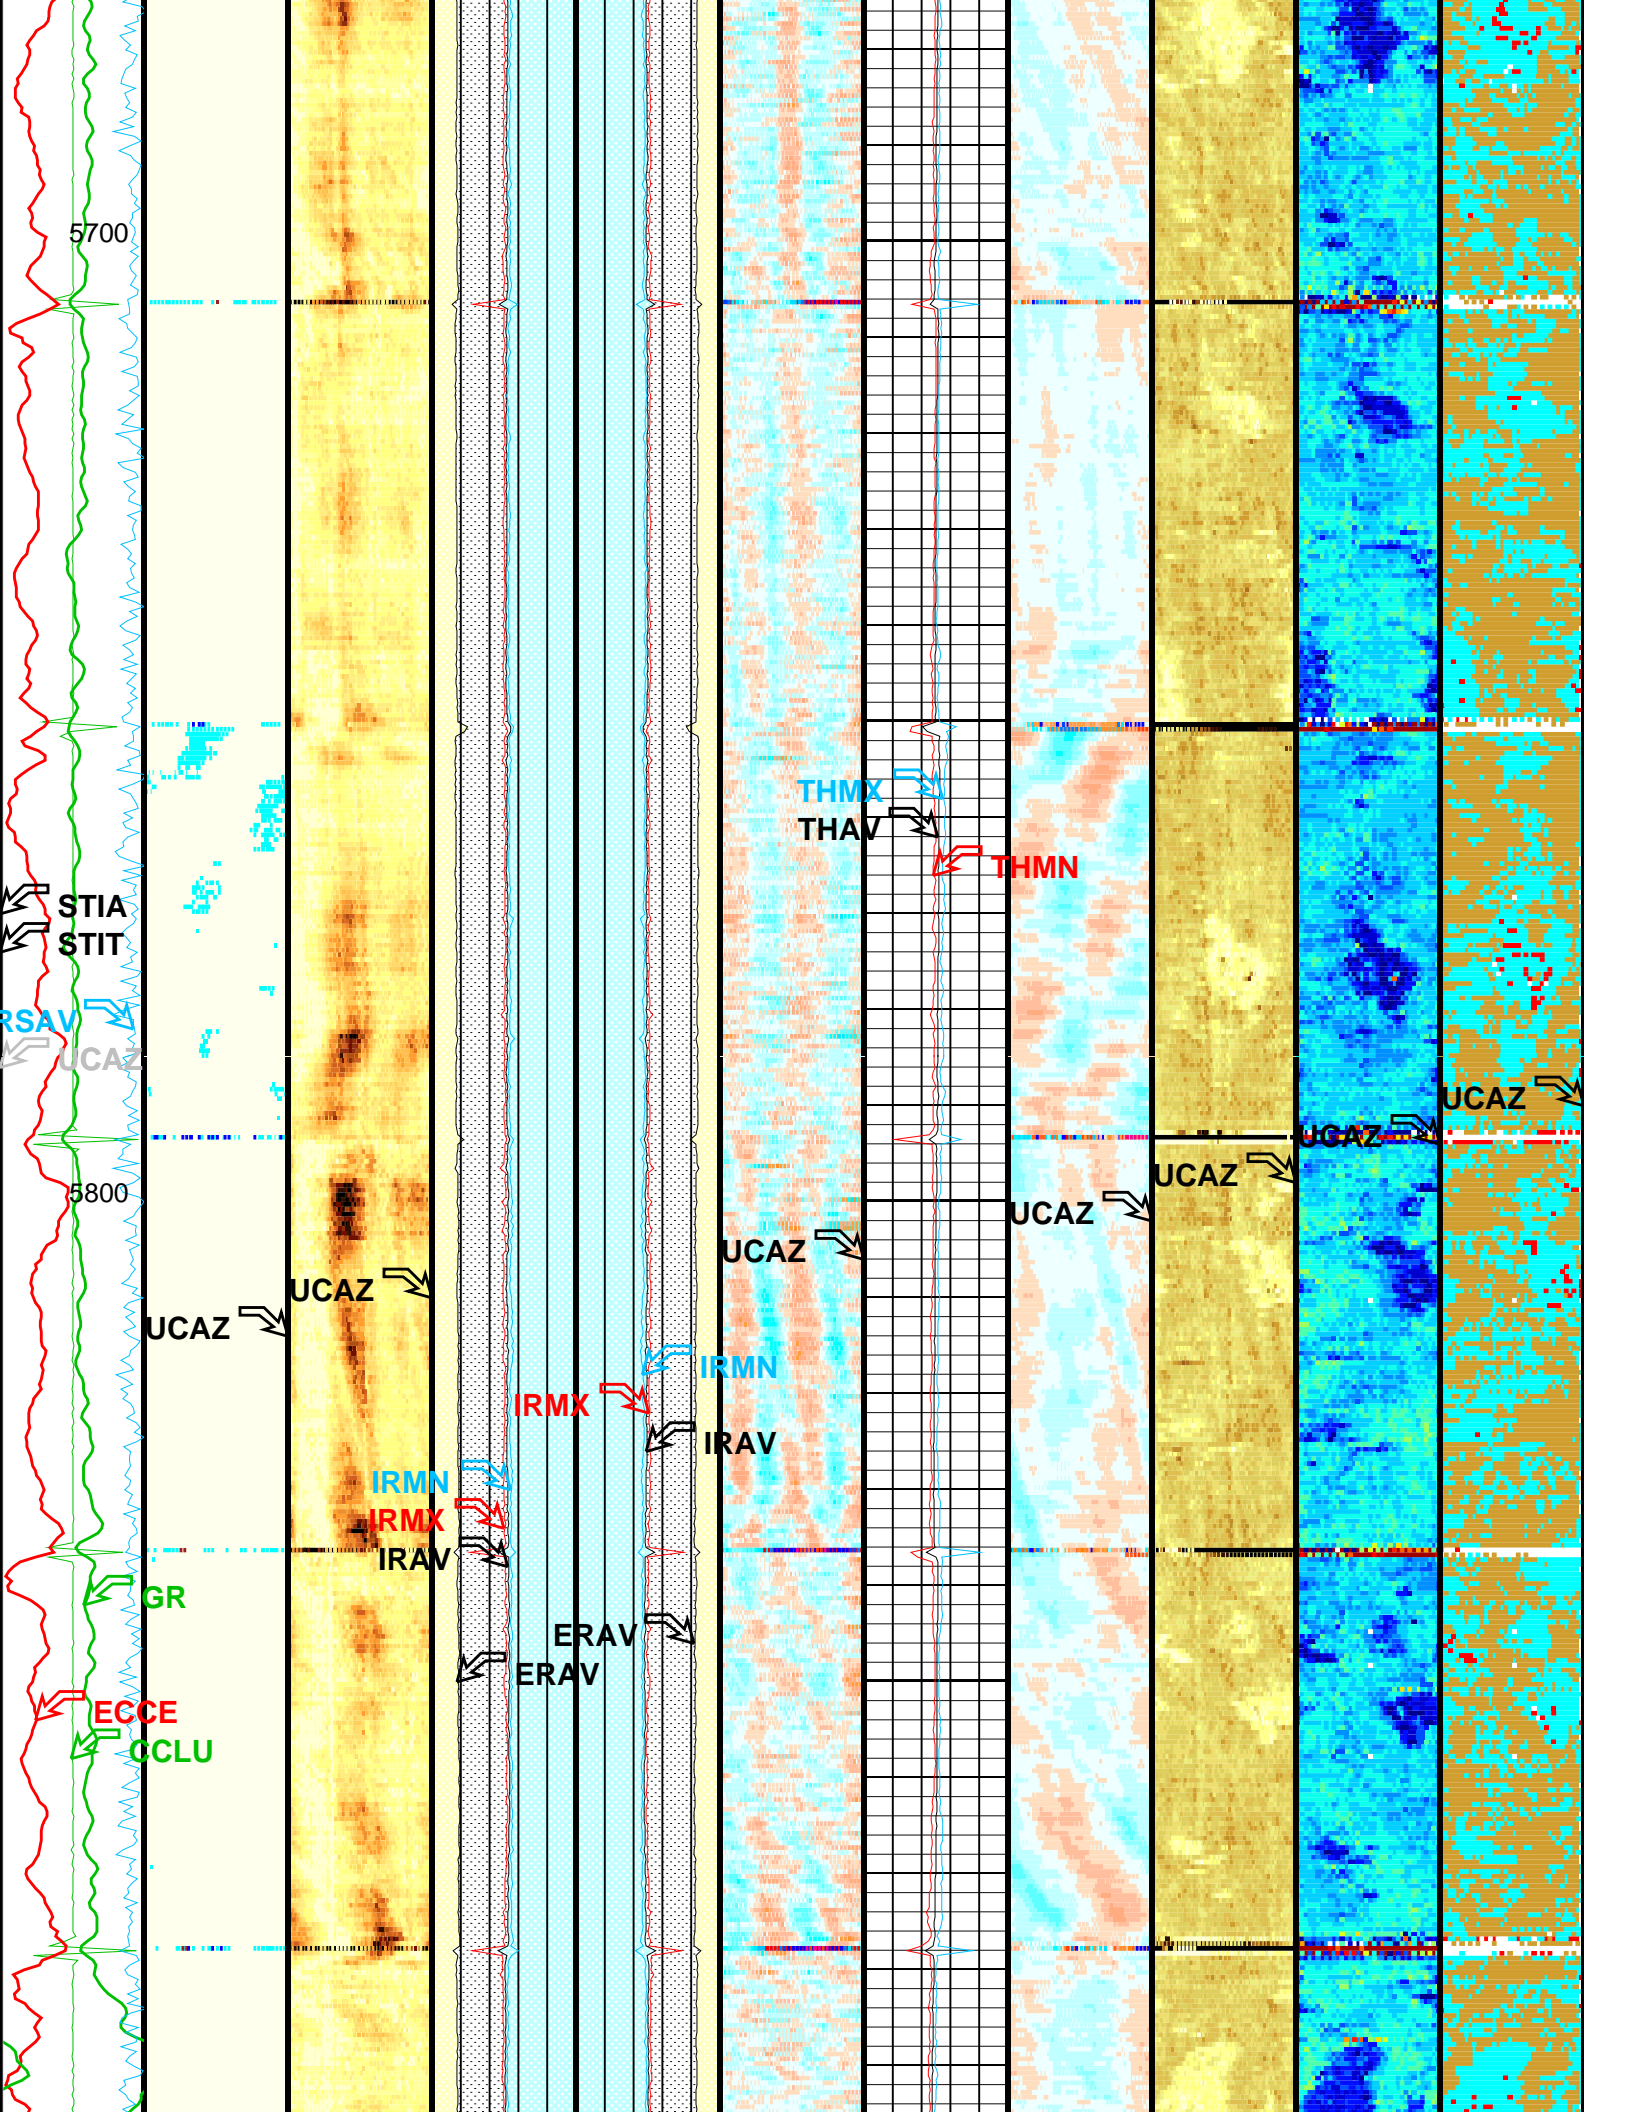 5700
THMX
THAV
THMN
STIA
STIT
RSAV
UCAZ
UCAZ
UCAZ
UCAZ
5800
UCAZ
UCAZ
UCAZ
UCAZ
IRMN
IRMX
IRAV
IRMN
IRMX
IRAV
GR
ERAV
ERAV
ECCE
CCLU